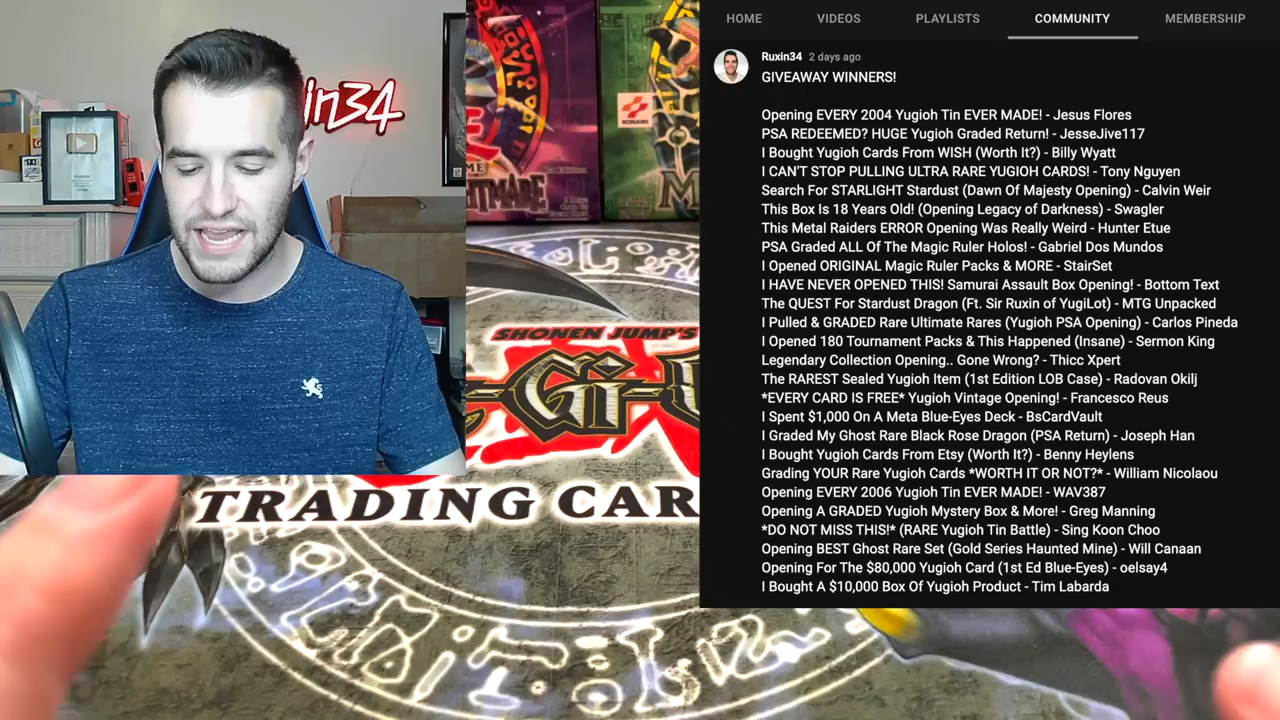 HOME VIDEOS PLAYLISTS COMMUNITY MEMBERSHIP
Ruxin34 2 days ago
GIVEAWAY WINNERS!
Opening EVERY 2004 Yugioh Tin EVER MADE! - Jesus Flores
PSA REDEEMED? HUGE Yugioh Graded Return! - JesseJive117
I Bought Yugioh Cards From WISH (Worth It?) - Billy Wyatt
I CAN'T STOP PULLING ULTRA RARE YUGIOH CARDS! - Tony Nguyen
Search For STARLIGHT Stardust (Dawn Of Majesty Opening) - Calvin Weir
This Box Is 18 Years Old! (Opening Legacy of Darkness) - Swagler
This Metal Raiders ERROR Opening Was Really Weird - Hunter Etue
PSA Graded ALL Of The Magic Ruler Holos! - Gabriel Dos Mundos
I Opened ORIGINAL Magic Ruler Packs & MORE - StairSet
I HAVE NEVER OPENED THIS! Samurai Assault Box Opening! - Bottom Text
The QUEST For Stardust Dragon (Ft. Sir Ruxin of YugiLot) - MTG Unpacked
I Pulled & GRADED Rare Ultimate Rares (Yugioh PSA Opening) - Carlos Pineda
I Opened 180 Tournament Packs & This Happened (Insane) - Sermon King
Legendary Collection Opening.. Gone Wrong? - Thicc Xpert
The RAREST Sealed Yugioh Item (1st Edition LOB Case) - Radovan Okilj
*EVERY CARD IS FREE* Yugioh Vintage Opening! - Francesco Reus
I Spent $1,000 On A Meta Blue-Eyes Deck - BsCardVault
I Graded My Ghost Rare Black Rose Dragon (PSA Return) - Joseph Han
I Bought Yugioh Cards From Etsy (Worth It?) - Benny Heylens
Grading YOUR Rare Yugioh Cards *WORTH IT OR NOT?* - William Nicolaou
Opening EVERY 2006 Yugioh Tin EVER MADE! - WAV387
Opening A GRADED Yugioh Mystery Box & More! - Greg Manning
*DO NOT MISS THIS!* (RARE Yugioh Tin Battle) - Sing Koon Choo
Opening BEST Ghost Rare Set (Gold Series Haunted Mine) - Will Canaan
Opening For The $80,000 Yugioh Card (1st Ed Blue-Eyes) - oelsay4
I Bought A $10,000 Box Of Yugioh Product - Tim Labarda
in34
KONAMI
SHONEN JUMP'S
-Gi-
TRADING CAR